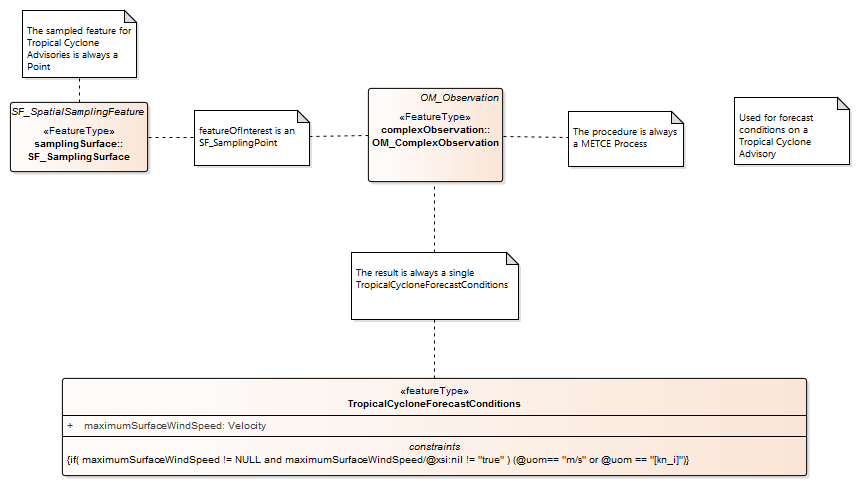 The sampled feature for
Tropical Cyclone
Advisories is always a
Point
SF_SpatialSamplingFeature
«FeatureType»
samplingSurface::
SF_SamplingSurface
featureOfInterest is an
SF_SamplingPoint
OM_Observation
«FeatureType»
complexObservation::
OM_ComplexObservation
The procedure is always
a METCE Process
Used for forecast
conditions on a
Tropical Cyclone
Advisory
The result is always a single
TropicalCycloneForecastConditions
«featureType»
TropicalCycloneForecastConditions
+ maximumSurfaceWindSpeed: Velocity
constraints
{if( maximumSurfaceWindSpeed != NULL and maximumSurfaceWindSpeed/@xsi:nil != "true" ) (@uom== "m/s" or @uom == "[kn_i]")}